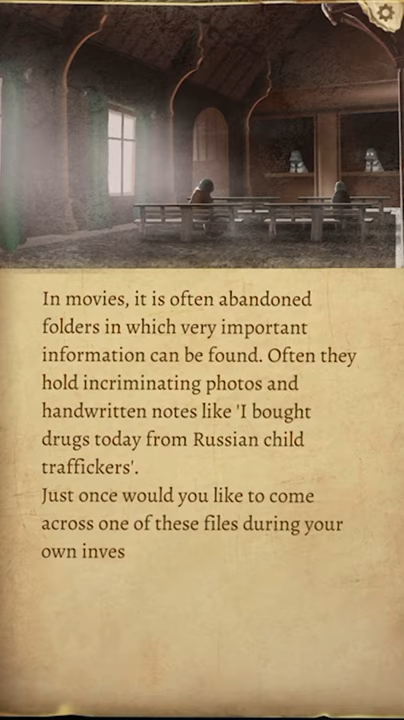 In movies, it is often abandoned
folders in which very important
information can be found. Often they
hold incriminating photos and
handwritten notes like 'I bought
drugs today from Russian child
traffickers'.
Just once would you like to come
across one of these files during your
own inves